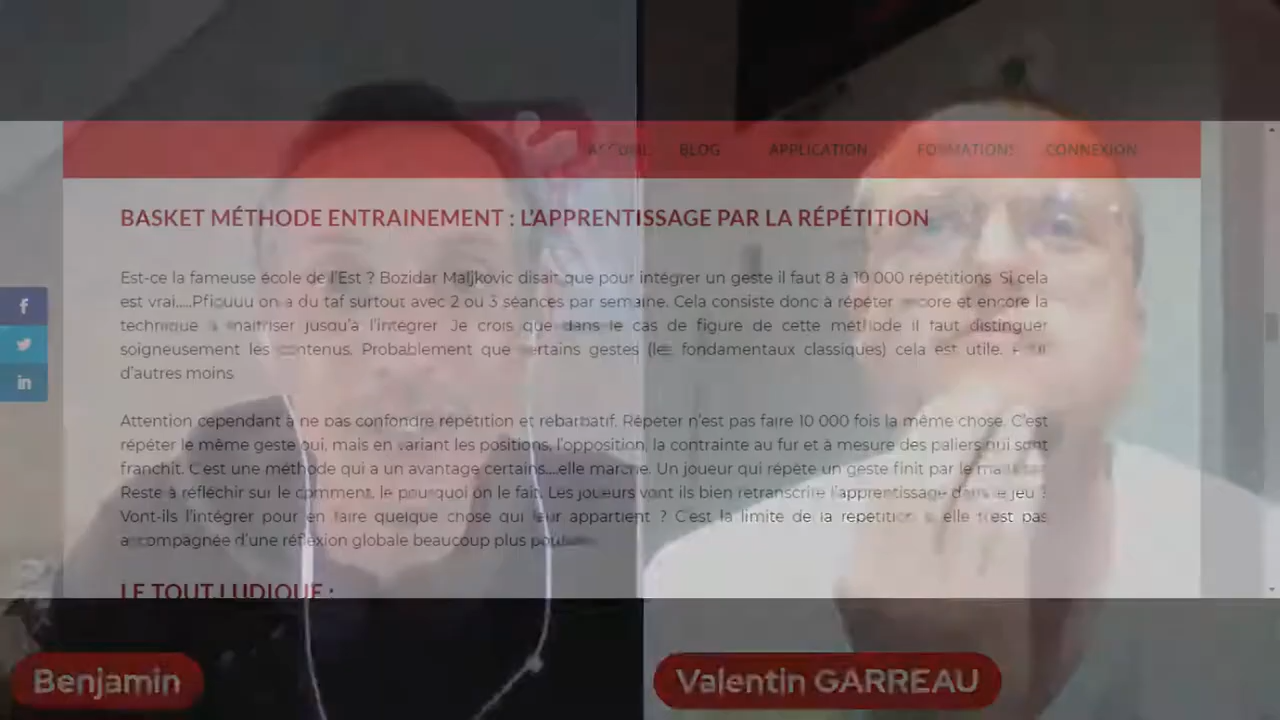 ACCUEIL BLOG APPLICATION FORMATIONS CONNEXION
BASKET MÉTHODE ENTRAINEMENT : L'APPRENTISSAGE PAR LA RÉPÉTITION
Est-ce la fameuse école de l'Est ? Bozidar Maljkovic disait que pour intégrer un geste il faut 8 à 10 000 répétitions. Si cela
est vrai.....Pfiouuu on a du taf surtout avec 2 ou 3 séances par semaine. Cela consiste donc à répéter encore et encore la
technique à maitriser jusqu'à l'intégrer. Je crois que dans le cas de figure de cette méthode il faut distinguer
soigneusement les contenus. Probablement que certains gestes (les fondamentaux classiques) cela est utile.
d'autres moins
Attention cependant à ne pas confondre répétition et rébarbatif. Répéter n'est pas faire 10 000 fois la même chose. C'est
répéter le même geste oui, mais en variant les positions, l'opposition, la contrainte au fur et à mesure des paliers qui sont
franchit. C'est une méthode qui a un avantage certains....elle marche. Un joueur qui répète un geste finit par le
Reste à réfléchir sur le comment, le pourquoi on le fait. Les joueurs vont ils bien retranscrire l'apprentissage dans le jeu ?
Vont-ils l'intégrer pour en faire quelque chose qui leur appartient ? C'est la limite de la répétition si elle n'est pas
accompagnée d'une réflexion globale beaucoup plus
LE TOUT LUDIQUE :
f
in
Benjamin
Valentin GARREAU